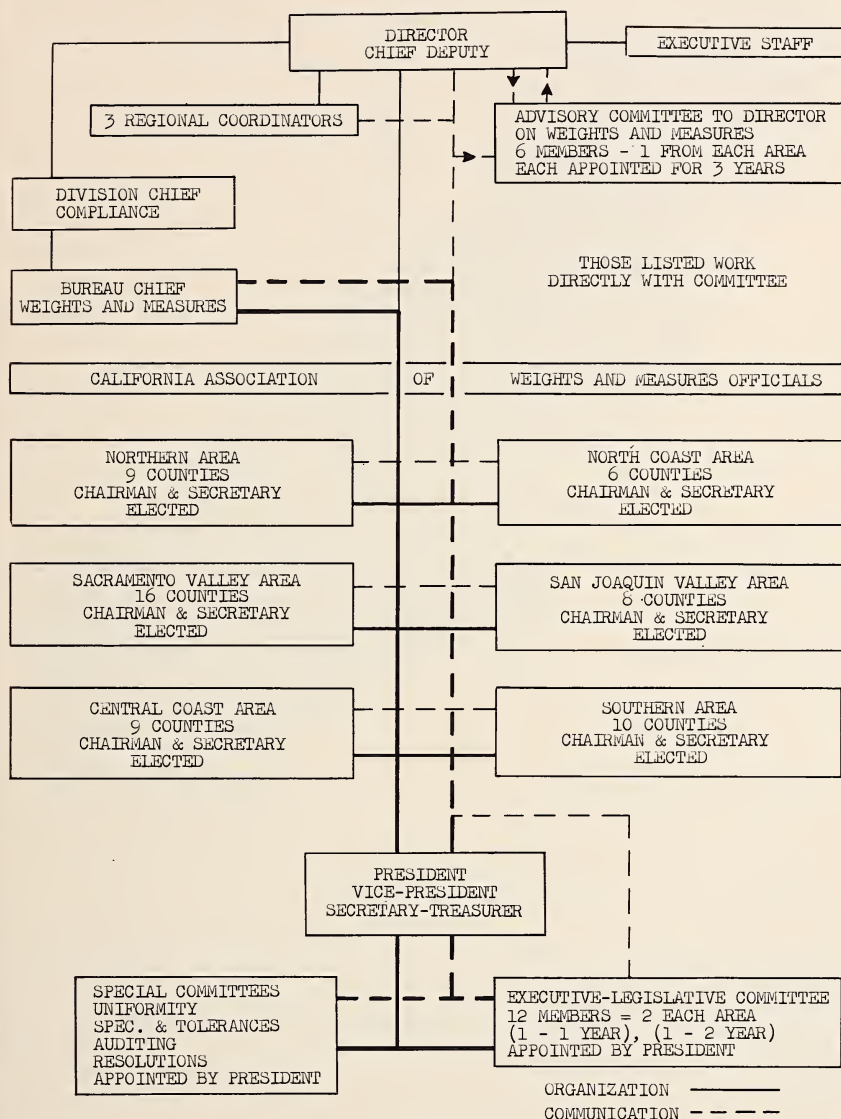 DIRECTOR
CHIEF DEPUTY
EXECUTIVE STAFF
3 REGIONAL COORDINATORS
ADVISORY COMMITTEE TO DIRECTOR
ON WEIGHTS AND MEASURES
6 MEMBERS - 1 FROM EACH AREA
EACH APPOINTED FOR 3 YEARS
DIVISION CHIEF
COMPLIANCE
THOSE LISTED WORK
DIRECTLY WITH COMMITTEE
BUREAU CHIEF
WEIGHTS AND MEASURES
CALIFORNIA ASSOCIATION OF WEIGHTS AND MEASURES OFFICIALS
NORTHERN AREA
9 COUNTIES
CHAIRMAN & SECRETARY
ELECTED
NORTH COAST AREA
6 COUNTIES
CHAIRMAN & SECRETARY
ELECTED
SACRAMENTO VALLEY AREA
16 COUNTIES
CHAIRMAN & SECRETARY
ELECTED
SAN JOAQUIN VALLEY AREA
8 COUNTIES
CHAIRMAN & SECRETARY
ELECTED
CENTRAL COAST AREA
9 COUNTIES
CHAIRMAN & SECRETARY
ELECTED
SOUTHERN AREA
10 COUNTIES
CHAIRMAN & SECRETARY
ELECTED
PRESIDENT
VICE-PRESIDENT
SECRETARY-TREASURER
SPECIAL COMMITTEES
UNIFORMITY
SPEC. & TOLERANCES
AUDITING
RESOLUTIONS
APPOINTED BY PRESIDENT
EXECUTIVE-LEGISLATIVE COMMITTEE
12 MEMBERS = 2 EACH AREA
(1 - 1 YEAR), (1 - 2 YEAR)
APPOINTED BY PRESIDENT
ORGANIZATION
COMMUNICATION